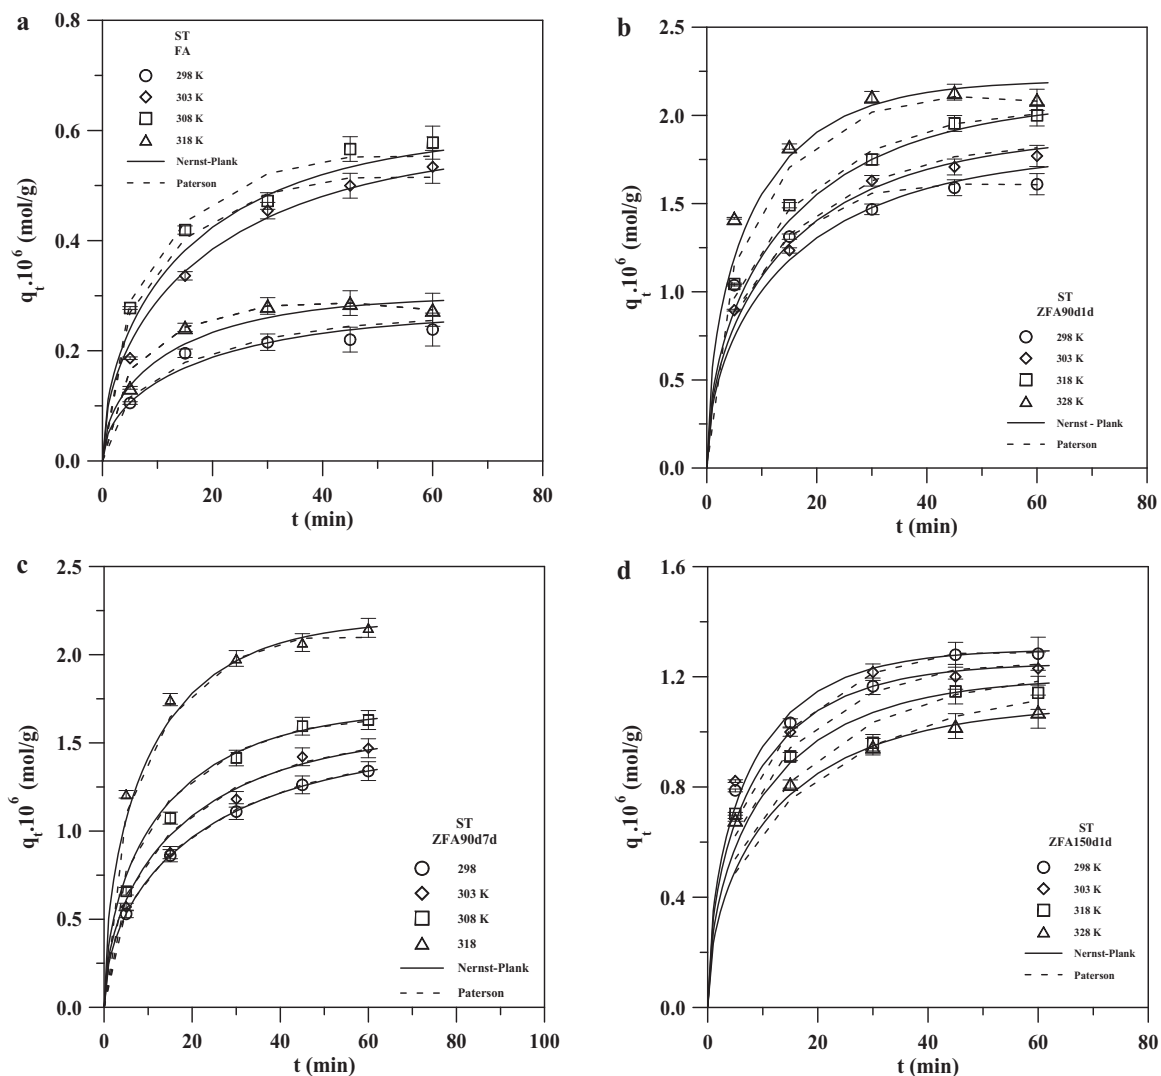 a
ST
FA
298 K
303 K
308 K
318 K
Nernst-Plank
Paterson
0.8
0.6
0.4
0.2
0.0
0
20
40
60
80
t (min)
qt.10^6 (mol/g)
b
2.5
2.0
1.5
1.0
0.5
0.0
ST
ZFA90d1d
298 K
303 K
318 K
328 K
Nernst - Plank
Paterson
0
20
40
60
80
t (min)
qt.10^6 (mol/g)
c
2.5
2.0
1.5
1.0
0.5
0.0
ST
ZFA90d7d
298
303 K
308 K
318
Nernst-Plank
Paterson
0
20
40
60
80
100
t (min)
qt.10^6 (mol/g)
d
1.6
1.2
0.8
0.4
0.0
ST
ZFA150d1d
298 K
303 K
318 K
328 K
Nernst-Plank
Paterson
0
20
40
60
80
t (min)
qt.10^6 (mol/g)